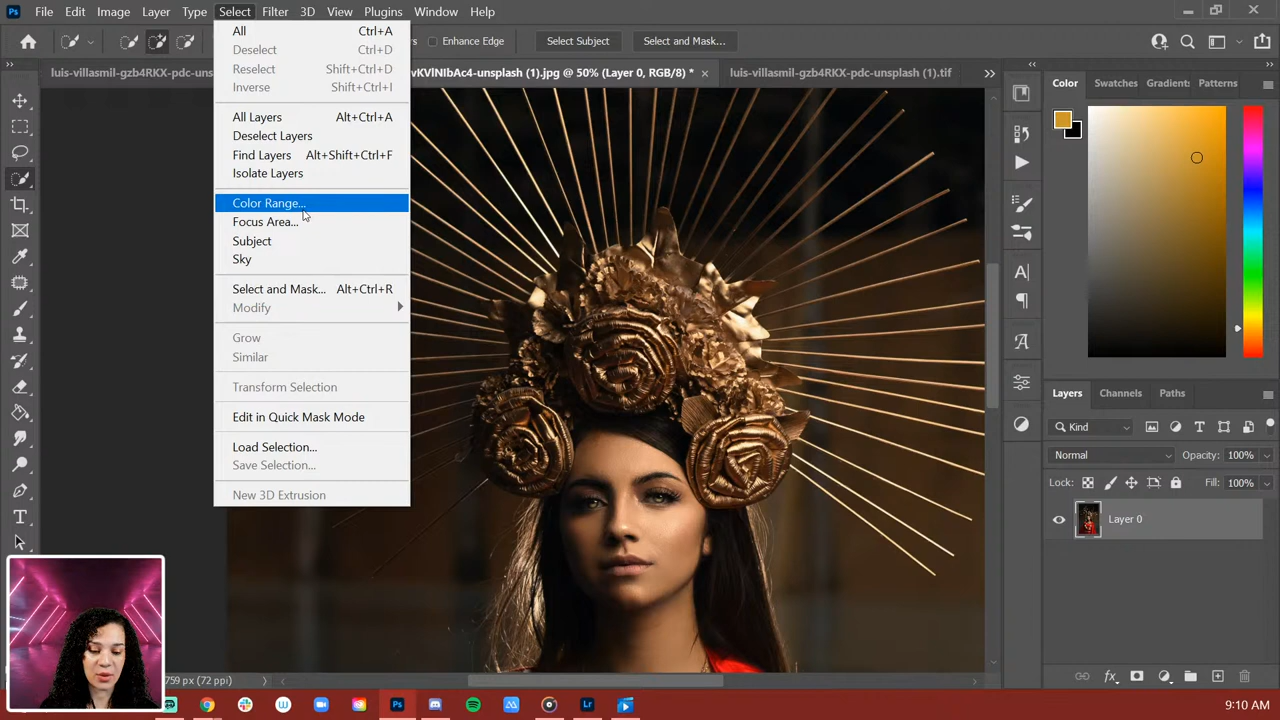 Ps File Edit Image Layer Type Select Filter 3D View Plugins Window Help
Enhance Edge Select Subject Select and Mask...
luis-villasmil-gzb4RKX-pdc-uns
vKVlNIbAc4-unsplash (1).jpg @ 50% (Layer 0, RGB/8) * ×
luis-villasmil-gzb4RKX-pdc-unsplash (1).tif
All Ctrl+A
Deselect Ctrl+D
Reselect Shift+Ctrl+D
Inverse Shift+Ctrl+I
All Layers Alt+Ctrl+A
Deselect Layers
Find Layers Alt+Shift+Ctrl+F
Isolate Layers
Color Range...
Focus Area...
Subject
Sky
Select and Mask... Alt+Ctrl+R
Modify
Grow
Similar
Transform Selection
Edit in Quick Mask Mode
Load Selection...
Save Selection...
New 3D Extrusion
Color Swatches Gradient: Patterns
Layers Channels Paths
Kind
Normal Opacity: 100%
Lock: Fill: 100%
Layer 0
759 px (72 ppi)
Ps Lr
9:10 AM